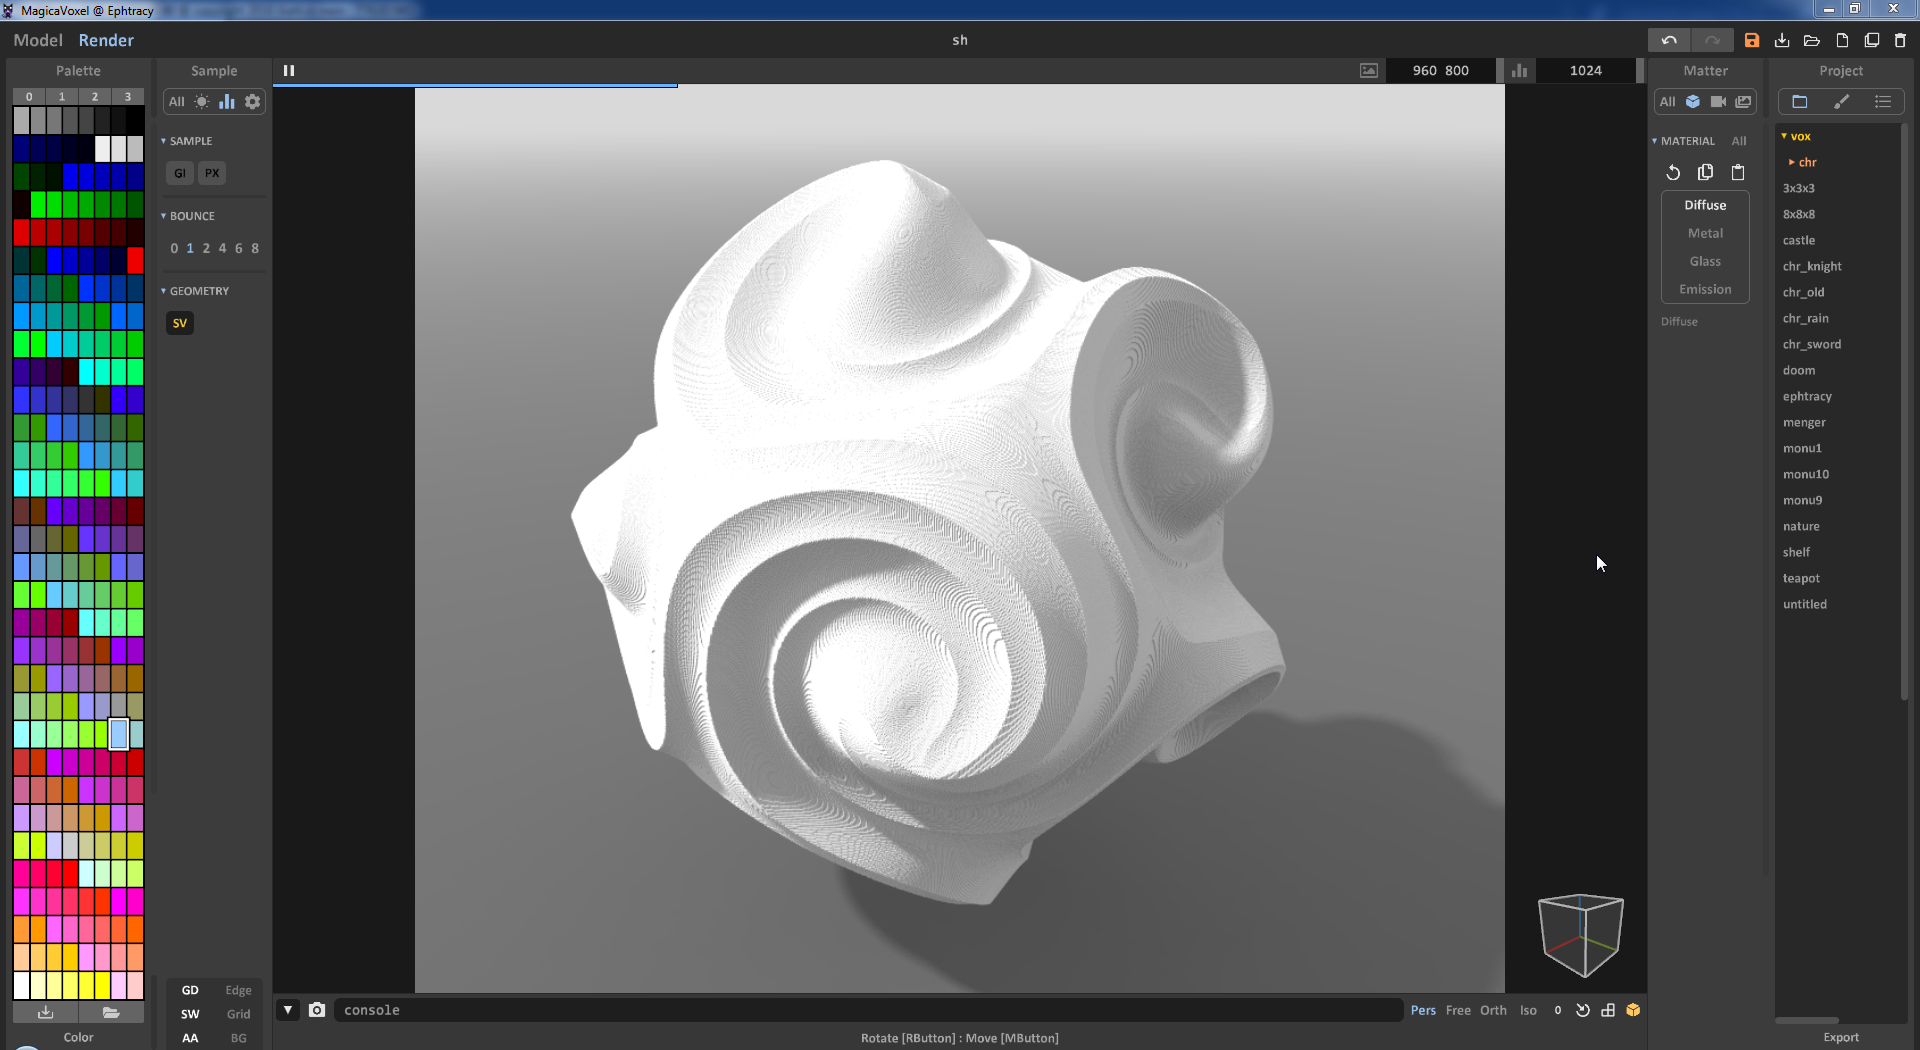 MagicaVoxel @ Ephtracy
Model Render
sh
Palette
0 1 2 3
Color
Sample
All
SAMPLE
GI PX
BOUNCE
0 1 2 4 6 8
GEOMETRY
SV
GD Edge
SW Grid
AA BG
960 800
1024
console
Pers Free Orth Iso 0
Rotate [RButton] : Move [MButton]
Matter
All
MATERIAL All
Diffuse
Metal
Glass
Emission
Diffuse
Project
vox
chr
3x3x3
8x8x8
castle
chr_knight
chr_old
chr_rain
chr_sword
doom
ephtracy
menger
monu1
monu10
monu9
nature
shelf
teapot
untitled
Export